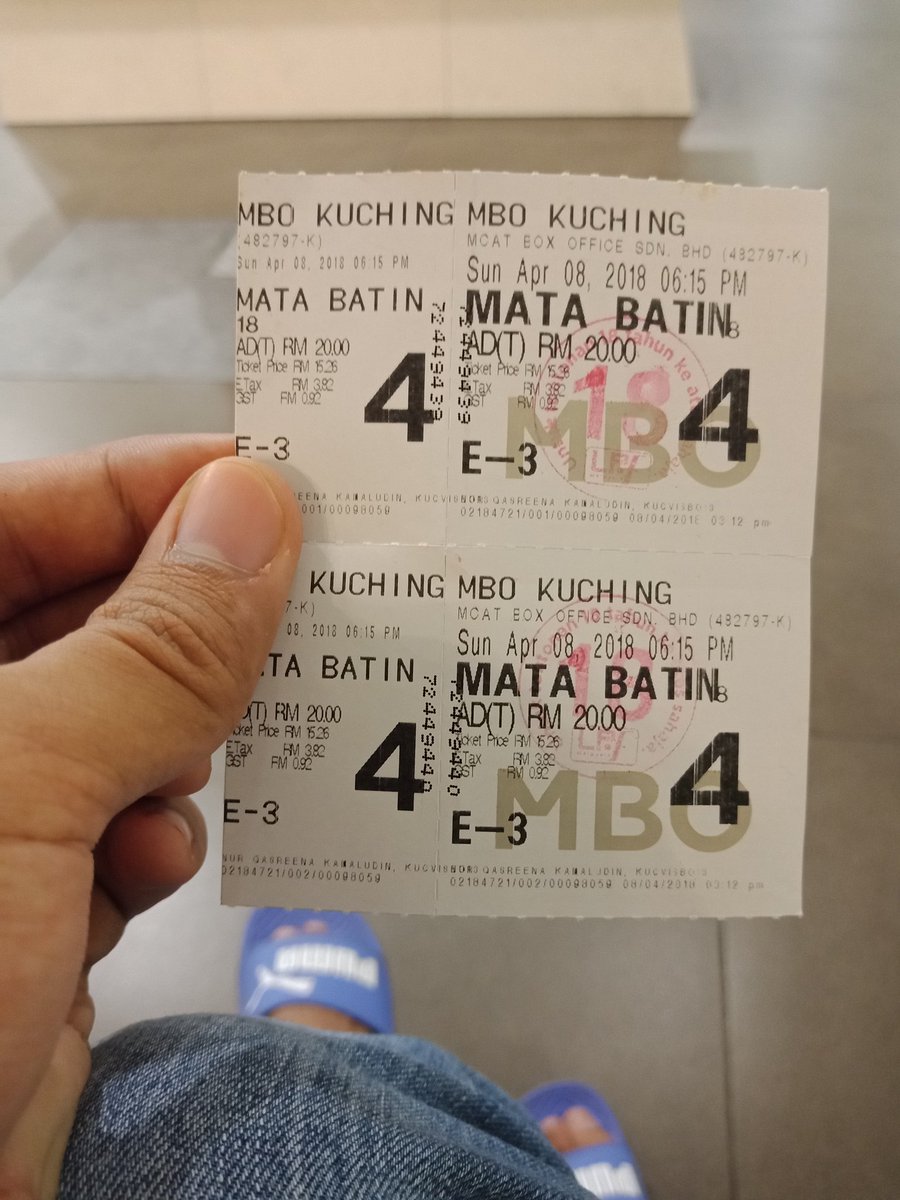 MBO KUCHING
(482797-K)
Sun Apr 08, 2018 06:15 PM
MATA BATIN
18
AD(T) RM 20.00
Ticket Price RM 15.26
ETax RM 3.82
GST RM 0.92
4
E-3
KAMALUDIN,
001/00098059
72449439
MBO KUCHING
MCAT BOX OFFICE SDN. BHD (482797-K)
Sun Apr 08, 2018 06:15 PM
MATA BATIN
18
AD(T) RM 20.00
Ticket Price RM 15.26
ETax RM 3.82
GST RM 0.92
4
E-3
MBO
QASREENA KAMALUDIN,
02184721/001/00098059 08/04/2018 03:12 pm
KUCHING
08, 2018 06:15 PM
BATIN
RM 20.00
Price RM 15.26
ETax RM 3.82
GST RM 0.92
4
E-3
NUR QASREENA KAMALUDIN,
02184721/002/00098059
72449440
MBO KUCHING
MCAT BOX OFFICE SDN. BHD (482797-K)
Sun Apr 08, 2018 06:15 PM
MATA BATIN
18
AD(T) RM 20.00
Ticket Price RM 15.26
ETax RM 3.82
GST RM 0.92
4
E-3
MBO
QASREENA KAMALUDIN,
02184721/002/00098059 08/04/2018 03:12 pm
PUMA